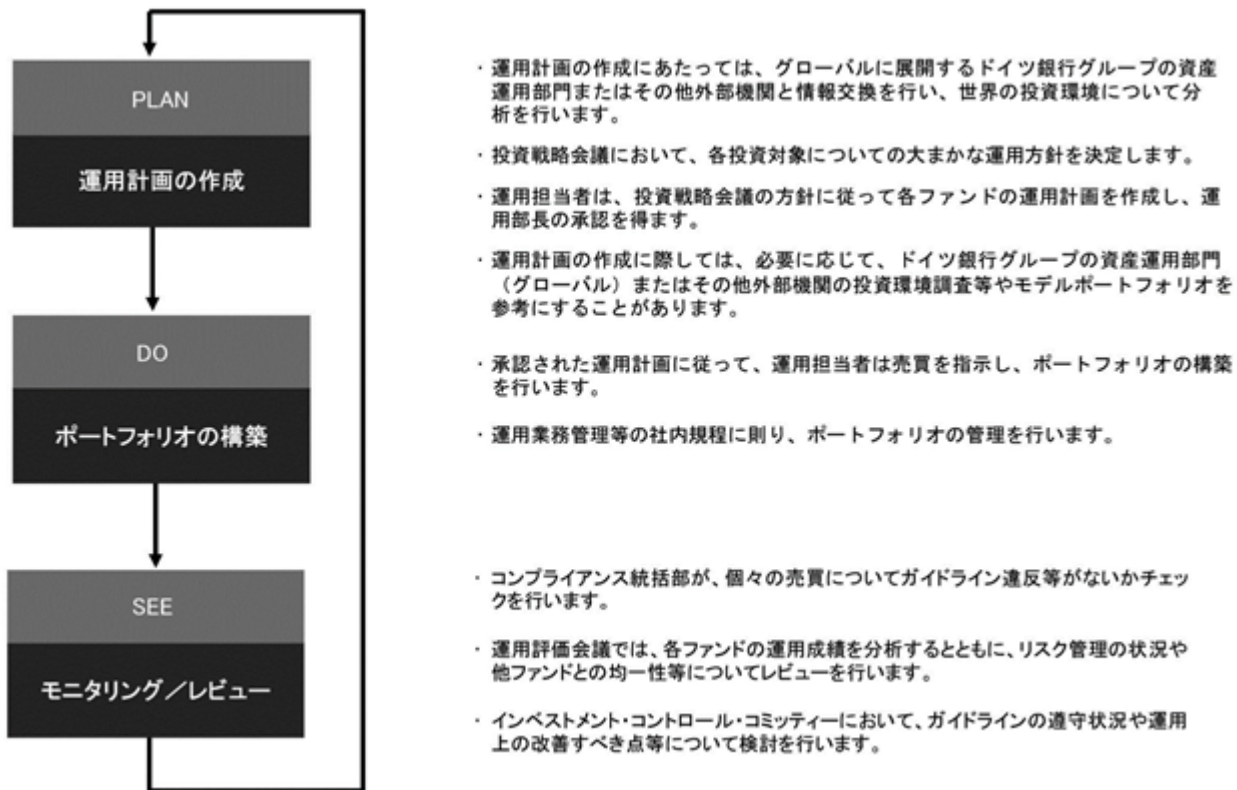 PLAN
運用計画の作成
・運用計画の作成にあたっては、グローバルに展開するドイツ銀行グループの資産
運用部門またはその他外部機関と情報交換を行い、世界の投資環境について分
析を行います。
・投資戦略会議において、各投資対象についての大まかな運用方針を決定します。
・運用担当者は、投資戦略会議の方針に従って各ファンドの運用計画を作成し、運
用部長の承認を得ます。
・運用計画の作成に際しては、必要に応じて、ドイツ銀行グループの資産運用部門
（グローバル）またはその他外部機関の投資環境調査等やモデルポートフォリオを
参考にすることがあります。
DO
ポートフォリオの構築
・承認された運用計画に従って、運用担当者は売買を指示し、ポートフォリオの構築
を行います。
・運用業務管理等の社内規程に則り、ポートフォリオの管理を行います。
SEE
モニタリング／レビュー
・コンプライアンス統括部が、個々の売買についてガイドライン違反等がないかチェッ
クを行います。
・運用評価会議では、各ファンドの運用成績を分析するとともに、リスク管理の状況や
他ファンドとの均一性等についてレビューを行います。
・インベストメント・コントロール・コミッティーにおいて、ガイドラインの遵守状況や運用
上の改善すべき点等について検討を行います。